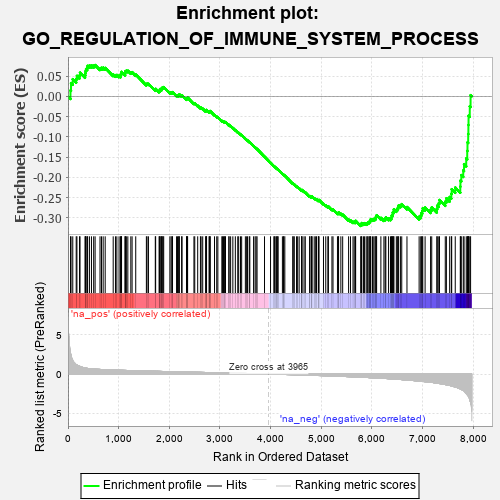 Enrichment plot:
GO_REGULATION_OF_IMMUNE_SYSTEM_PROCESS
Enrichment score (ES)
0.05
0.00
-0.05
-0.10
-0.15
-0.20
-0.25
-0.30
'na_pos' (positively correlated)
Ranked list metric (PreRanked)
5
0
-5
Zero cross at 3965
'na_neg' (negatively correlated)
0
1,000
2,000
3,000
4,000
5,000
6,000
7,000
8,000
Rank in Ordered Dataset
Enrichment profile
Hits
Ranking metric scores